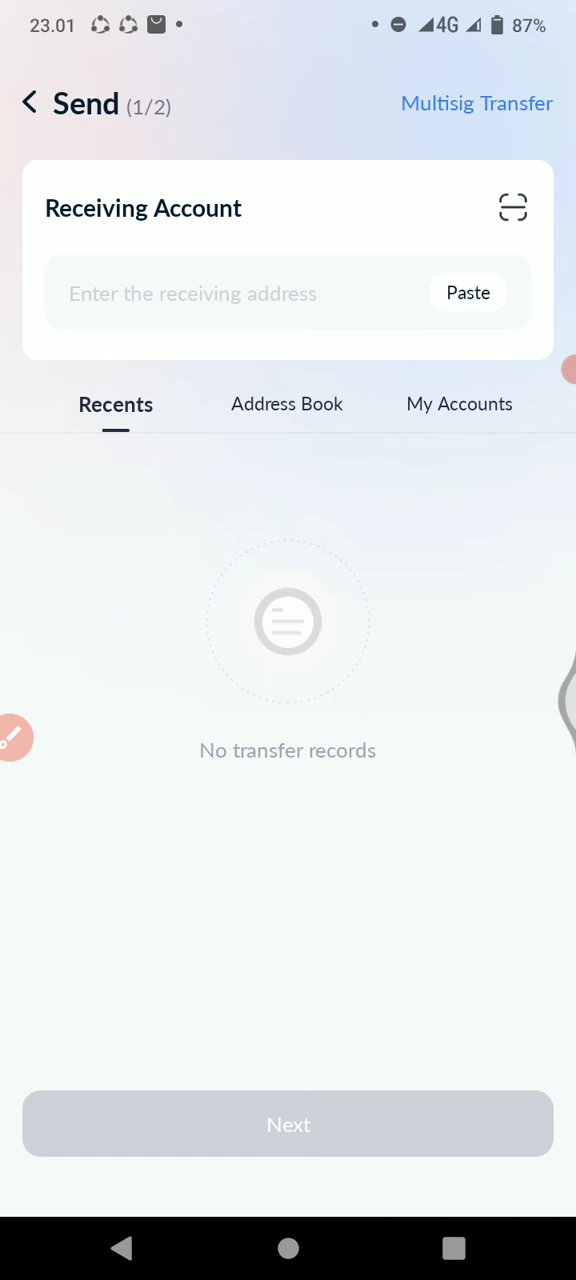 23.01 4G 87%
Send (1/2) Multisig Transfer
Receiving Account
Enter the receiving address Paste
Recents Address Book My Accounts
No transfer records
Next